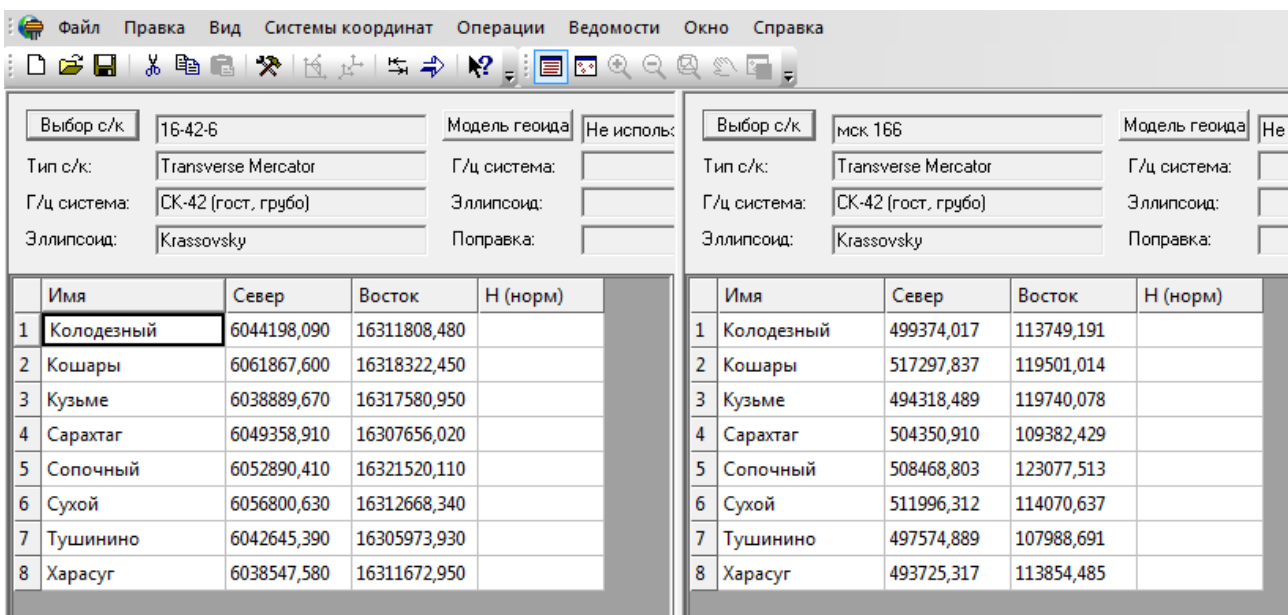 Файл Правка Вид Системы координат Операции Ведомости Окно Справка
Выбор с/к 16-42-6 Модель геоида Не использ
Тип с/к: Transverse Mercator Г/ц система:
Г/ц система: СК-42 (гост, грубо) Эллипсоид:
Эллипсоид: Krassovsky Поправка:
Имя Север Восток H (норм)
1 Колодезный 6044198,090 16311808,480
2 Кошары 6061867,600 16318322,450
3 Кузьме 6038889,670 16317580,950
4 Сарахтаг 6049358,910 16307656,020
5 Сопочный 6052890,410 16321520,110
6 Сухой 6056800,630 16312668,340
7 Тушинино 6042645,390 16305973,930
8 Харасуг 6038547,580 16311672,950
Выбор с/к мск 166 Модель геоида Не
Тип с/к: Transverse Mercator Г/ц система:
Г/ц система: СК-42 (гост, грубо) Эллипсоид:
Эллипсоид: Krassovsky Поправка:
Имя Север Восток H (норм)
1 Колодезный 499374,017 113749,191
2 Кошары 517297,837 119501,014
3 Кузьме 494318,489 119740,078
4 Сарахтаг 504350,910 109382,429
5 Сопочный 508468,803 123077,513
6 Сухой 511996,312 114070,637
7 Тушинино 497574,889 107988,691
8 Харасуг 493725,317 113854,485